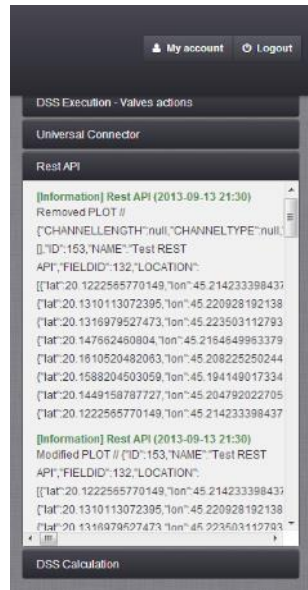 My account
Logout
DSS Execution - Valves actions
Universal Connector
Rest API
[Information] Rest API (2013-09-13 21:30)
Removed PLOT //
{"CHANNELLENGTH":null,"CHANNELTYPE":null,"
[],"ID":153,"NAME":"Test REST
API","FIELDID":132,"LOCATION":
[{"lat":20.1222565770149,"lon":45.214233398437
{"lat":20.1310113072395,"lon":45.220928192138
{"lat":20.1316979527473,"lon":45.223503112793
{"lat":20.147662460804,"lon":45.2164649963379
{"lat":20.1610520482063,"lon":45.208225250244
{"lat":20.1588204503059,"lon":45.194149017334
{"lat":20.1449158787727,"lon":45.204792022705
{"lat":20.1222565770149,"lon":45.214233398437
[Information] Rest API (2013-09-13 21:30)
Modified PLOT // {"ID":153,"NAME":"Test REST
API","FIELDID":132,"LOCATION":
[{"lat":20.1222565770149,"lon":45.214233398437
{"lat":20.1310113072395,"lon":45.220928192138
{"lat":20.1316979527473,"lon":45.223503112793
DSS Calculation